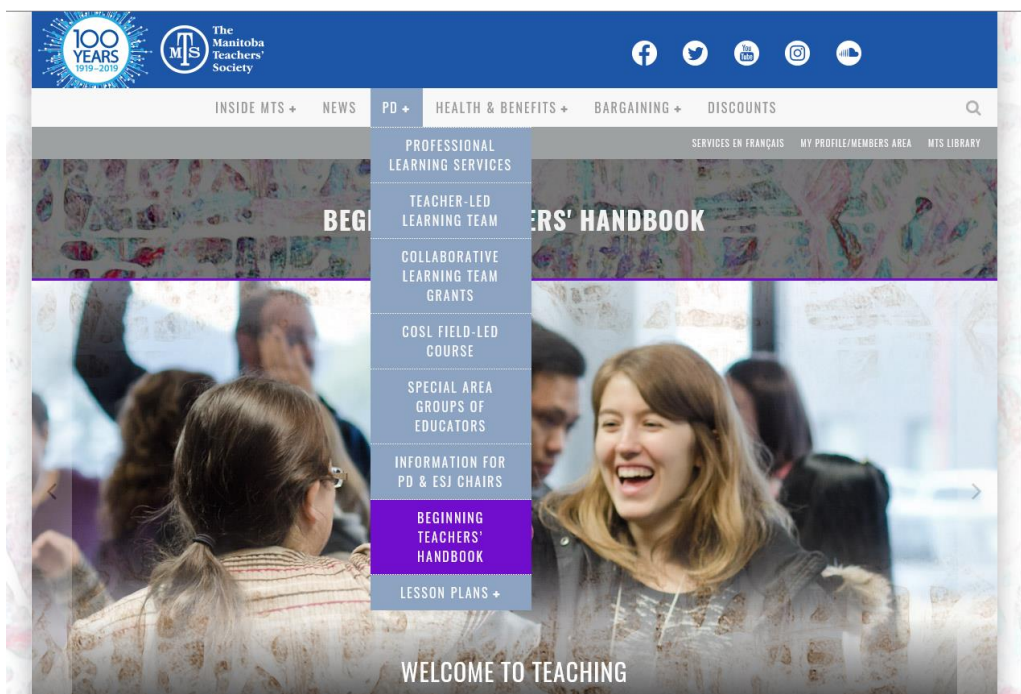 100
YEARS
1919–2019
The
Manitoba
Teachers'
Society
MTS
You
Tube
INSIDE MTS + NEWS PD + HEALTH & BENEFITS + BARGAINING + DISCOUNTS
SERVICES EN FRANÇAIS MY PROFILE/MEMBERS AREA MTS LIBRARY
PROFESSIONAL
LEARNING SERVICES
TEACHER-LED
LEARNING TEAM
COLLABORATIVE
LEARNING TEAM
GRANTS
COSL FIELD-LED
COURSE
SPECIAL AREA
GROUPS OF
EDUCATORS
INFORMATION FOR
PD & ESJ CHAIRS
BEGINNING
TEACHERS'
HANDBOOK
LESSON PLANS +
HANDBOOK
WELCOME TO TEACHING